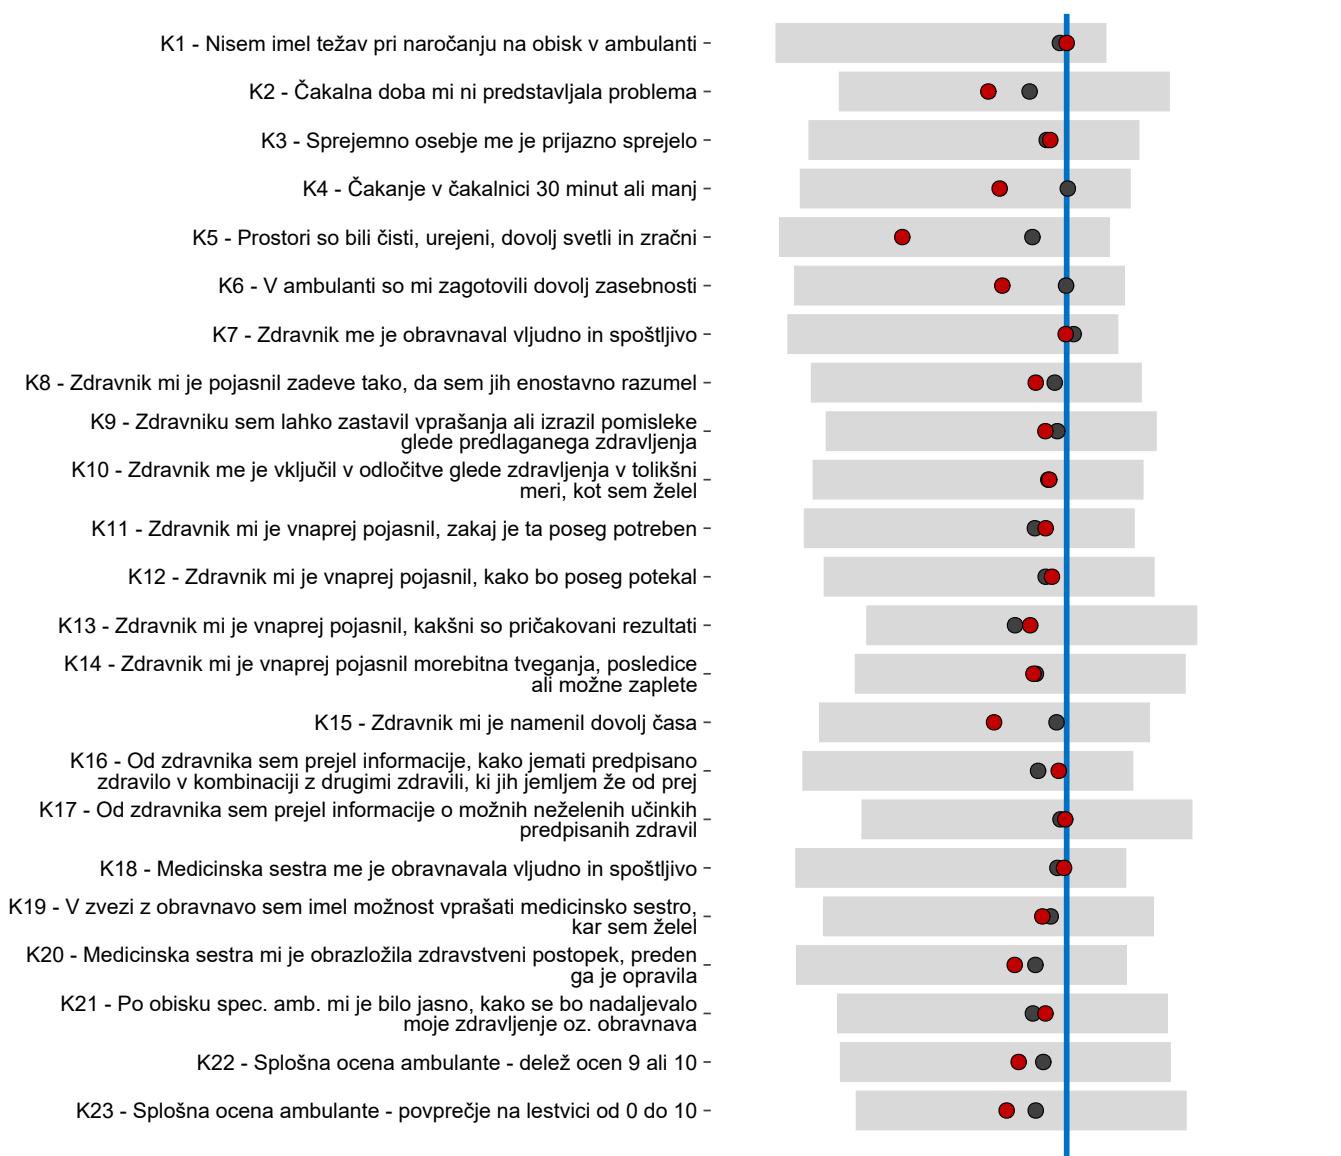 K1 - Nisem imel težav pri naročanju na obisk v ambulanti
K2 - Čakalna doba mi ni predstavljala problema
K3 - Sprejemno osebje me je prijazno sprejelo
K4 - Čakanje v čakalnici 30 minut ali manj
K5 - Prostori so bili čisti, urejeni, dovolj svetli in zračni
K6 - V ambulanti so mi zagotovili dovolj zasebnosti
K7 - Zdravnik me je obravnaval vljudno in spoštljivo
K8 - Zdravnik mi je pojasnil zadeve tako, da sem jih enostavno razumel
K9 - Zdravniku sem lahko zastavil vprašanja ali izrazil pomisleke
glede predlaganega zdravljenja
K10 - Zdravnik me je vključil v odločitve glede zdravljenja v tolikšni
meri, kot sem želel
K11 - Zdravnik mi je vnaprej pojasnil, zakaj je ta poseg potreben
K12 - Zdravnik mi je vnaprej pojasnil, kako bo poseg potekal
K13 - Zdravnik mi je vnaprej pojasnil, kakšni so pričakovani rezultati
K14 - Zdravnik mi je vnaprej pojasnil morebitna tveganja, posledice
ali možne zaplete
K15 - Zdravnik mi je namenil dovolj časa
K16 - Od zdravnika sem prejel informacije, kako jemati predpisano
zdravilo v kombinaciji z drugimi zdravili, ki jih jemljem že od prej
K17 - Od zdravnika sem prejel informacije o možnih neželenih učinkih
predpisanih zdravil
K18 - Medicinska sestra me je obravnavala vljudno in spoštljivo
K19 - V zvezi z obravnavo sem imel možnost vprašati medicinsko sestro,
kar sem želel
K20 - Medicinska sestra mi je obrazložila zdravstveni postopek, preden
ga je opravila
K21 - Po obisku spec. amb. mi je bilo jasno, kako se bo nadaljevalo
moje zdravljenje oz. obravnava
K22 - Splošna ocena ambulante - delež ocen 9 ali 10
K23 - Splošna ocena ambulante - povprečje na lestvici od 0 do 10